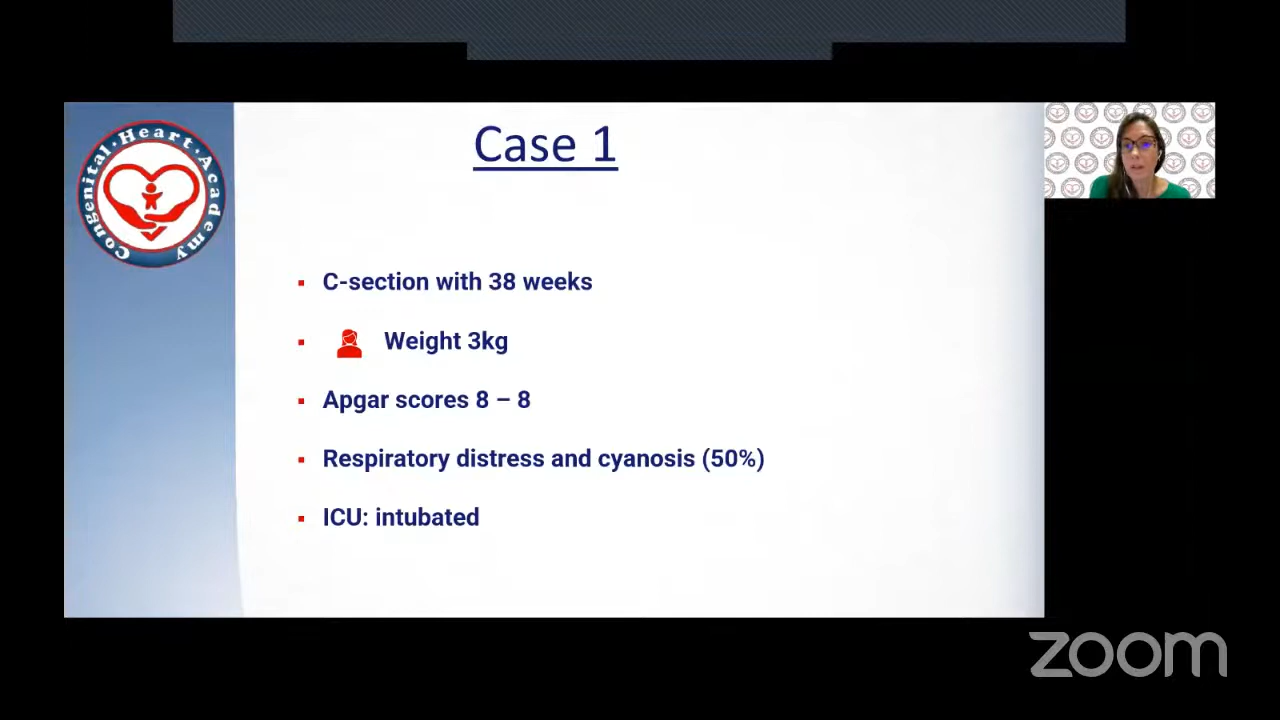 Congenital·Heart·Academy
Case 1
C-section with 38 weeks
Weight 3kg
Apgar scores 8 – 8
Respiratory distress and cyanosis (50%)
ICU: intubated
zoom